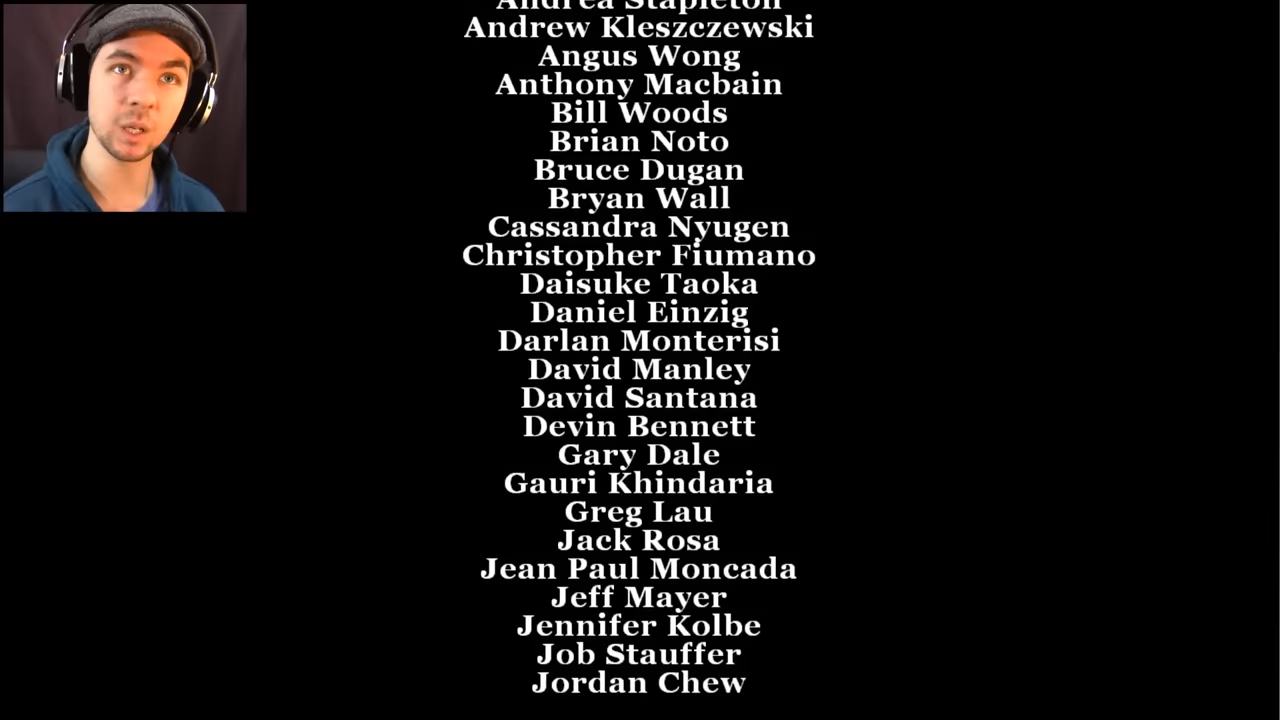 Andrea Stapleton
Andrew Kleszczewski
Angus Wong
Anthony Macbain
Bill Woods
Brian Noto
Bruce Dugan
Bryan Wall
Cassandra Nyugen
Christopher Fiumano
Daisuke Taoka
Daniel Einzig
Darlan Monterisi
David Manley
David Santana
Devin Bennett
Gary Dale
Gauri Khindaria
Greg Lau
Jack Rosa
Jean Paul Moncada
Jeff Mayer
Jennifer Kolbe
Job Stauffer
Jordan Chew